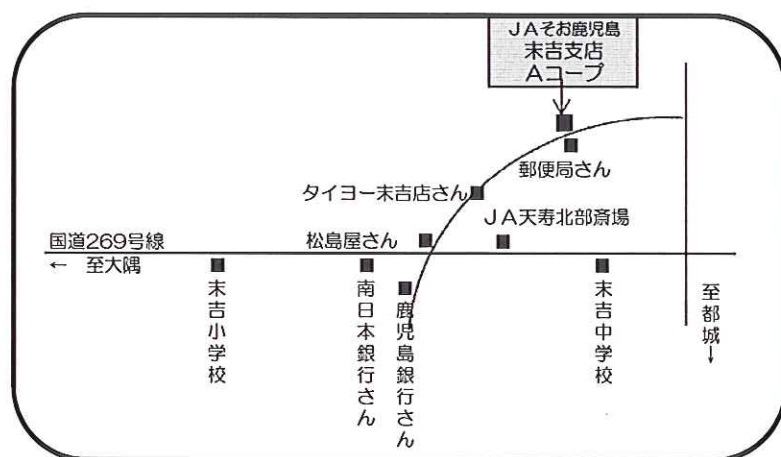 JAそお鹿児島
末吉支店
Aコープ
郵便局さん
タイヨー末吉店さん
JA天寿北部斎場
国道269号線
松島屋さん
← 至大隅
末吉小学校
南日本銀行さん
鹿児島銀行さん
末吉中学校
至都城→